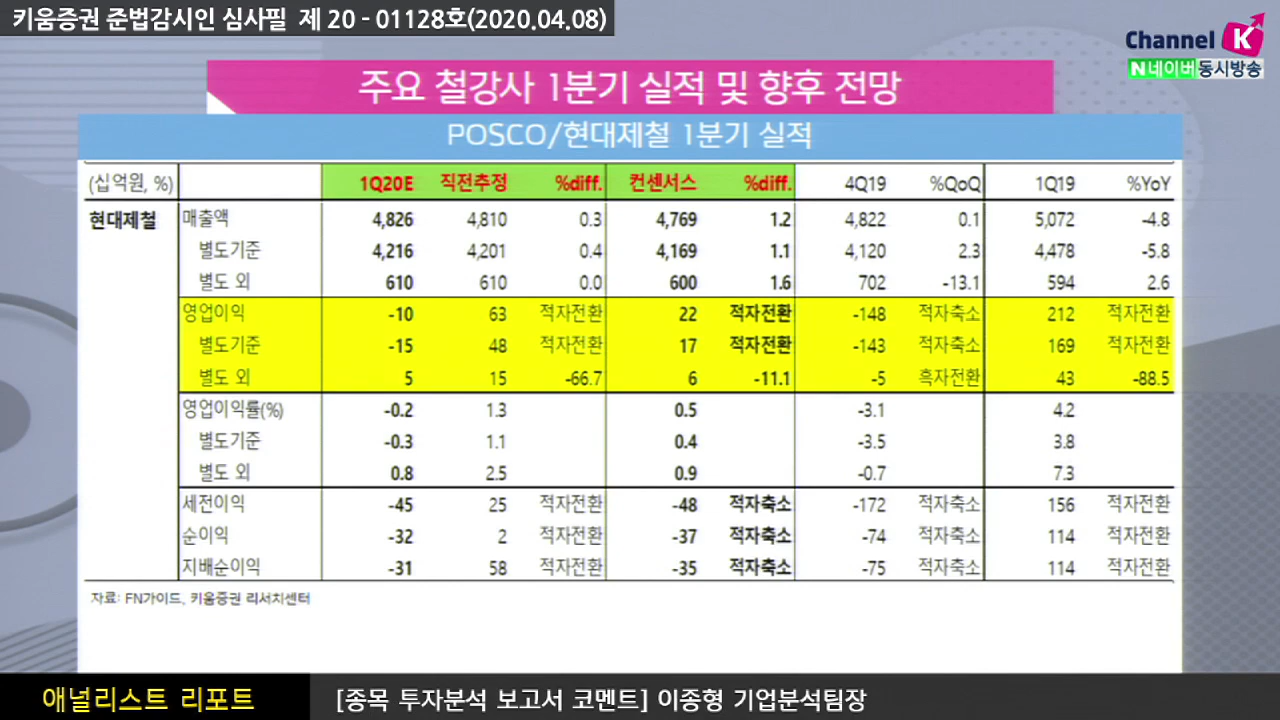 키움증권 준법감시인 심사필 제 20 - 01128호(2020.04.08)
Channel K
N 네이버 동시방송
주요 철강사 1분기 실적 및 향후 전망
POSCO/현대제철 1분기 실적
(십억원, %) 1Q20E 직전추정 %diff. 컨센서스 %diff. 4Q19 %QoQ 1Q19 %YoY
현대제철 매출액 4,826 4,810 0.3 4,769 1.2 4,822 0.1 5,072 -4.8
별도기준 4,216 4,201 0.4 4,169 1.1 4,120 2.3 4,478 -5.8
별도 외 610 610 0.0 600 1.6 702 -13.1 594 2.6
영업이익 -10 63 적자전환 22 적자전환 -148 적자축소 212 적자전환
별도기준 -15 48 적자전환 17 적자전환 -143 적자축소 169 적자전환
별도 외 5 15 -66.7 6 -11.1 -5 흑자전환 43 -88.5
영업이익률(%) -0.2 1.3 0.5 -3.1 4.2
별도기준 -0.3 1.1 0.4 -3.5 3.8
별도 외 0.8 2.5 0.9 -0.7 7.3
세전이익 -45 25 적자전환 -48 적자축소 -172 적자축소 156 적자전환
순이익 -32 2 적자전환 -37 적자축소 -74 적자축소 114 적자전환
지배순이익 -31 58 적자전환 -35 적자축소 -75 적자축소 114 적자전환
자료: FN가이드, 키움증권 리서치센터
애널리스트 리포트
[종목 투자분석 보고서 코멘트] 이종형 기업분석팀장